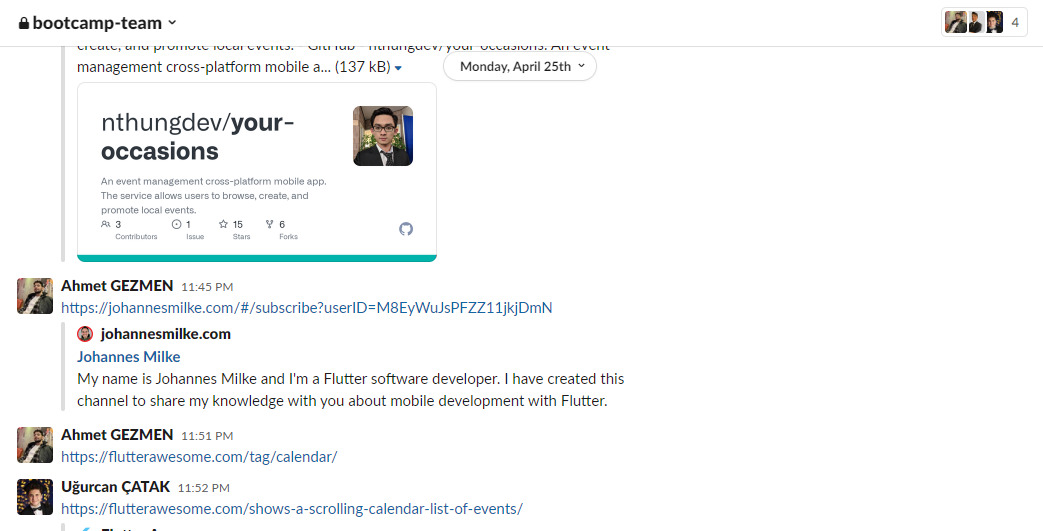 bootcamp-team
4
create, and promote local events. - GitHub - nthungdev/your-occasions: An event
management cross-platform mobile a... (137 kB)
Monday, April 25th
nthungdev/your-
occasions
An event management cross-platform mobile app.
The service allows users to browse, create, and
promote local events.
3 Contributors
1 Issue
15 Stars
6 Forks
Ahmet GEZMEN 11:45 PM
https://johannesmilke.com/#/subscribe?userID=M8EyWuJsPFZZ11jkjDmN
johannesmilke.com
Johannes Milke
My name is Johannes Milke and I'm a Flutter software developer. I have created this
channel to share my knowledge with you about mobile development with Flutter.
Ahmet GEZMEN 11:51 PM
https://flutterawesome.com/tag/calendar/
Uğurcan ÇATAK 11:52 PM
https://flutterawesome.com/shows-a-scrolling-calendar-list-of-events/